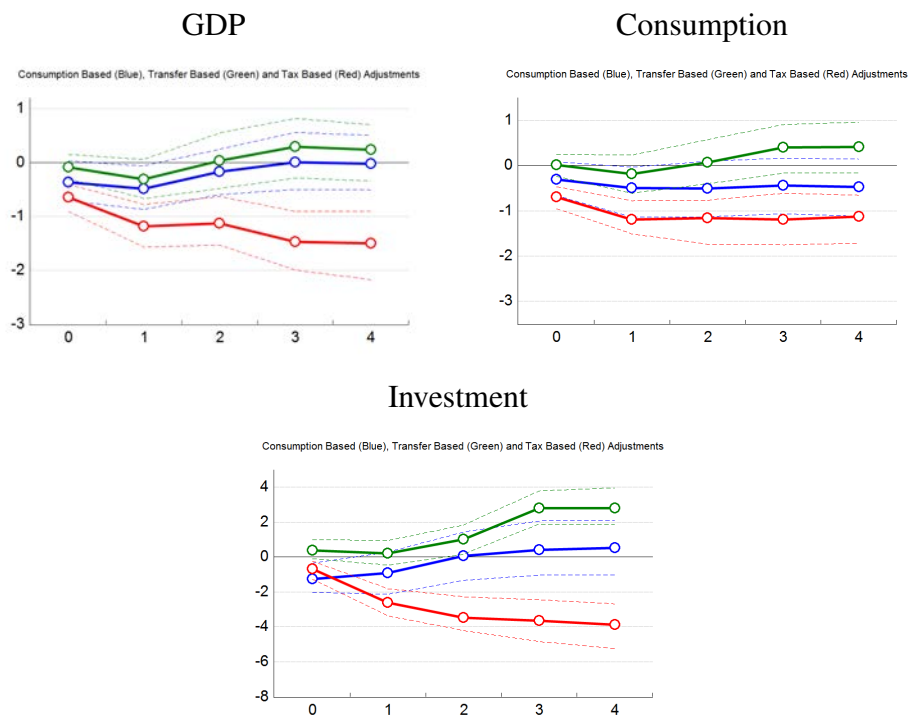 GDP
Consumption Based (Blue), Transfer Based (Green) and Tax Based (Red) Adjustments
1
0
-1
-2
-3
0 1 2 3 4
Consumption
Consumption Based (Blue), Transfer Based (Green) and Tax Based (Red) Adjustments
1
0
-1
-2
-3
0 1 2 3 4
Investment
Consumption Based (Blue), Transfer Based (Green) and Tax Based (Red) Adjustments
4
2
0
-2
-4
-6
-8
0 1 2 3 4